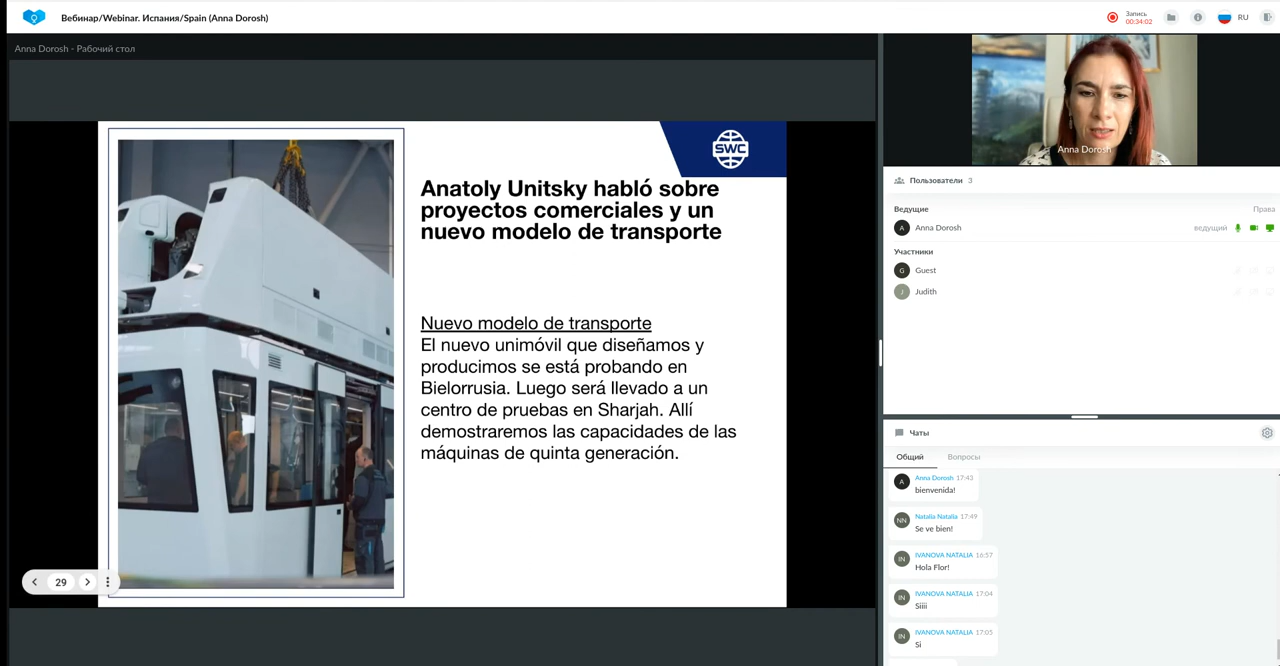 Вебинар/Webinar. Испания/Spain (Anna Dorosh)
Запись
00:34:02
RU
Anna Dorosh - Рабочий стол
SWC
Anatoly Unitsky habló sobre
proyectos comerciales y un
nuevo modelo de transporte
Nuevo modelo de transporte
El nuevo unimóvil que diseñamos y
producimos se está probando en
Bielorrusia. Luego será llevado a un
centro de pruebas en Sharjah. Allí
demostraremos las capacidades de las
máquinas de quinta generación.
29
Anna Dorosh
Пользователи 3
Ведущие Права
A Anna Dorosh ведущий
Участники
G Guest
J Judith
Чаты
Общий Вопросы
A Anna Dorosh 17:43
bienvenida!
NN Natalia Natalia 17:49
Se ve bien!
IN IVANOVA NATALIA 16:57
Hola Flor!
IN IVANOVA NATALIA 17:04
Siiii
IN IVANOVA NATALIA 17:05
Si